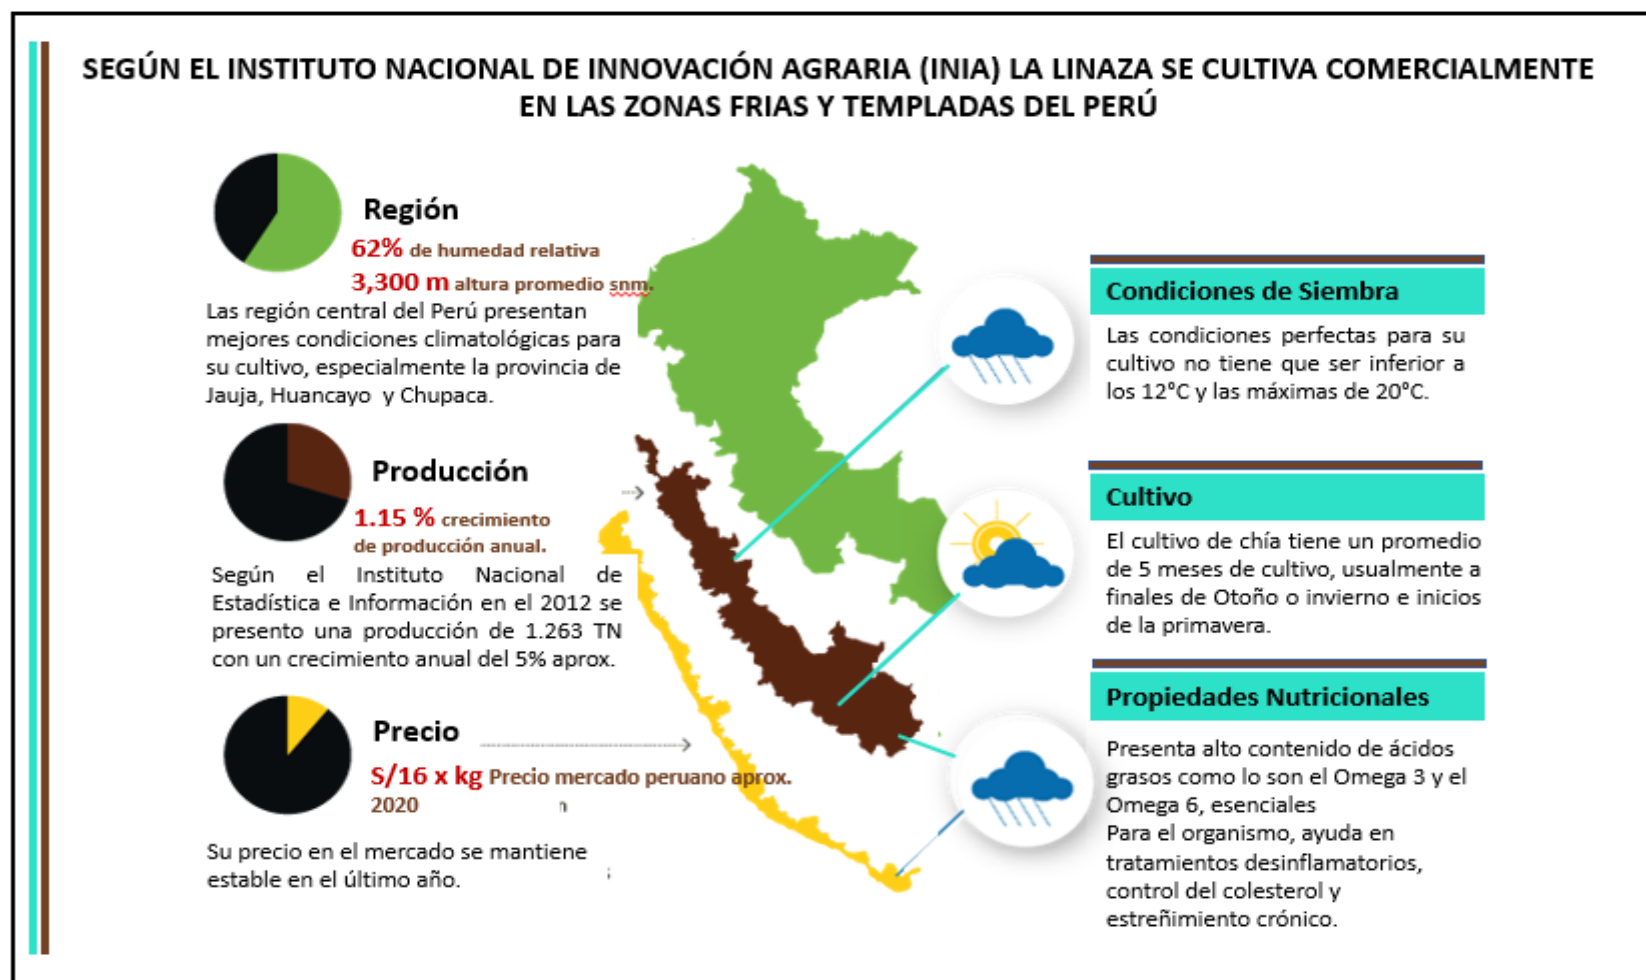 SEGÚN EL INSTITUTO NACIONAL DE INNOVACIÓN AGRARIA (INIA) LA LINAZA SE CULTIVA COMERCIALMENTE
EN LAS ZONAS FRIAS Y TEMPLADAS DEL PERÚ
Región
62% de humedad relativa
3,300 m altura promedio snm.
Las región central del Perú presentan
mejores condiciones climatológicas para
su cultivo, especialmente la provincia de
Jauja, Huancayo y Chupaca.
Producción
1.15 % crecimiento
de producción anual.
Según el Instituto Nacional de
Estadística e Información en el 2012 se
presento una producción de 1.263 TN
con un crecimiento anual del 5% aprox.
Precio
S/16 x kg Precio mercado peruano aprox.
2020
n
Su precio en el mercado se mantiene
estable en el último año.
;
Condiciones de Siembra
Las condiciones perfectas para su
cultivo no tiene que ser inferior a
los 12°C y las máximas de 20°C.
Cultivo
El cultivo de chía tiene un promedio
de 5 meses de cultivo, usualmente a
finales de Otoño o invierno e inicios
de la primavera.
Propiedades Nutricionales
Presenta alto contenido de ácidos
grasos como lo son el Omega 3 y el
Omega 6, esenciales
Para el organismo, ayuda en
tratamientos desinflamatorios,
control del colesterol y
estreñimiento crónico.